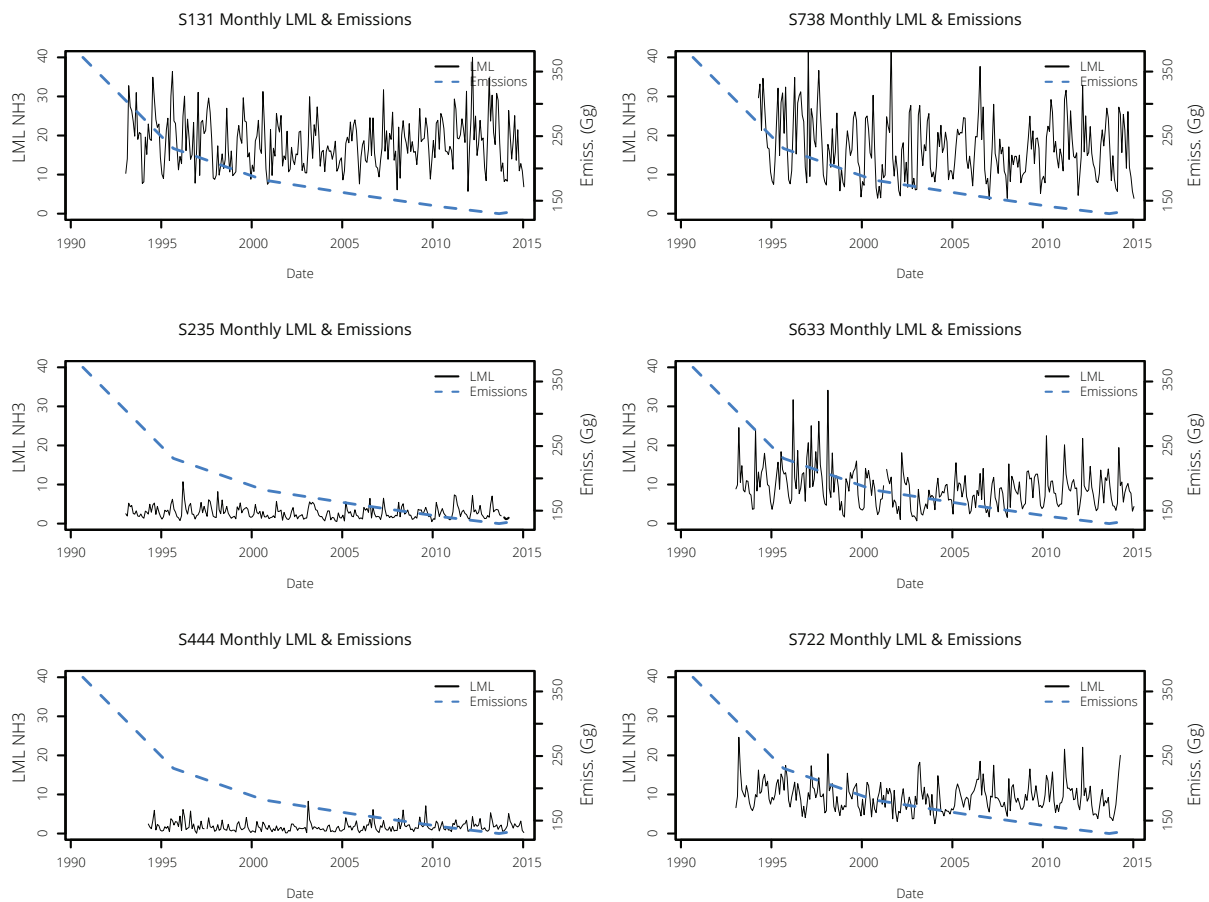 S131 Monthly LML & Emissions
LML NH3
0
10
20
30
40
LML
Emissions
150
250
350
Emiss. (Gg)
1990 1995 2000 2005 2010 2015
Date
S738 Monthly LML & Emissions
LML NH3
0
10
20
30
40
LML
Emissions
150
250
350
Emiss. (Gg)
1990 1995 2000 2005 2010 2015
Date
S235 Monthly LML & Emissions
LML NH3
0
10
20
30
40
LML
Emissions
150
250
350
Emiss. (Gg)
1990 1995 2000 2005 2010 2015
Date
S633 Monthly LML & Emissions
LML NH3
0
10
20
30
40
LML
Emissions
150
250
350
Emiss. (Gg)
1990 1995 2000 2005 2010 2015
Date
S444 Monthly LML & Emissions
LML NH3
0
10
20
30
40
LML
Emissions
150
250
350
Emiss. (Gg)
1990 1995 2000 2005 2010 2015
Date
S722 Monthly LML & Emissions
LML NH3
0
10
20
30
40
LML
Emissions
150
250
350
Emiss. (Gg)
1990 1995 2000 2005 2010 2015
Date